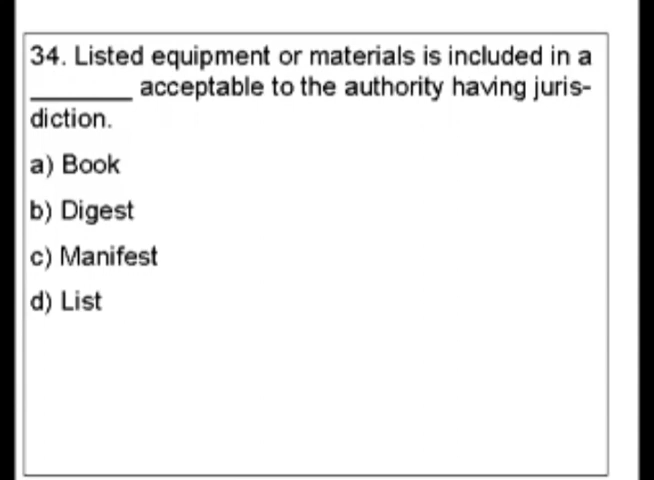 34. Listed equipment or materials is included in a
________ acceptable to the authority having juris-
diction.
a) Book
b) Digest
c) Manifest
d) List